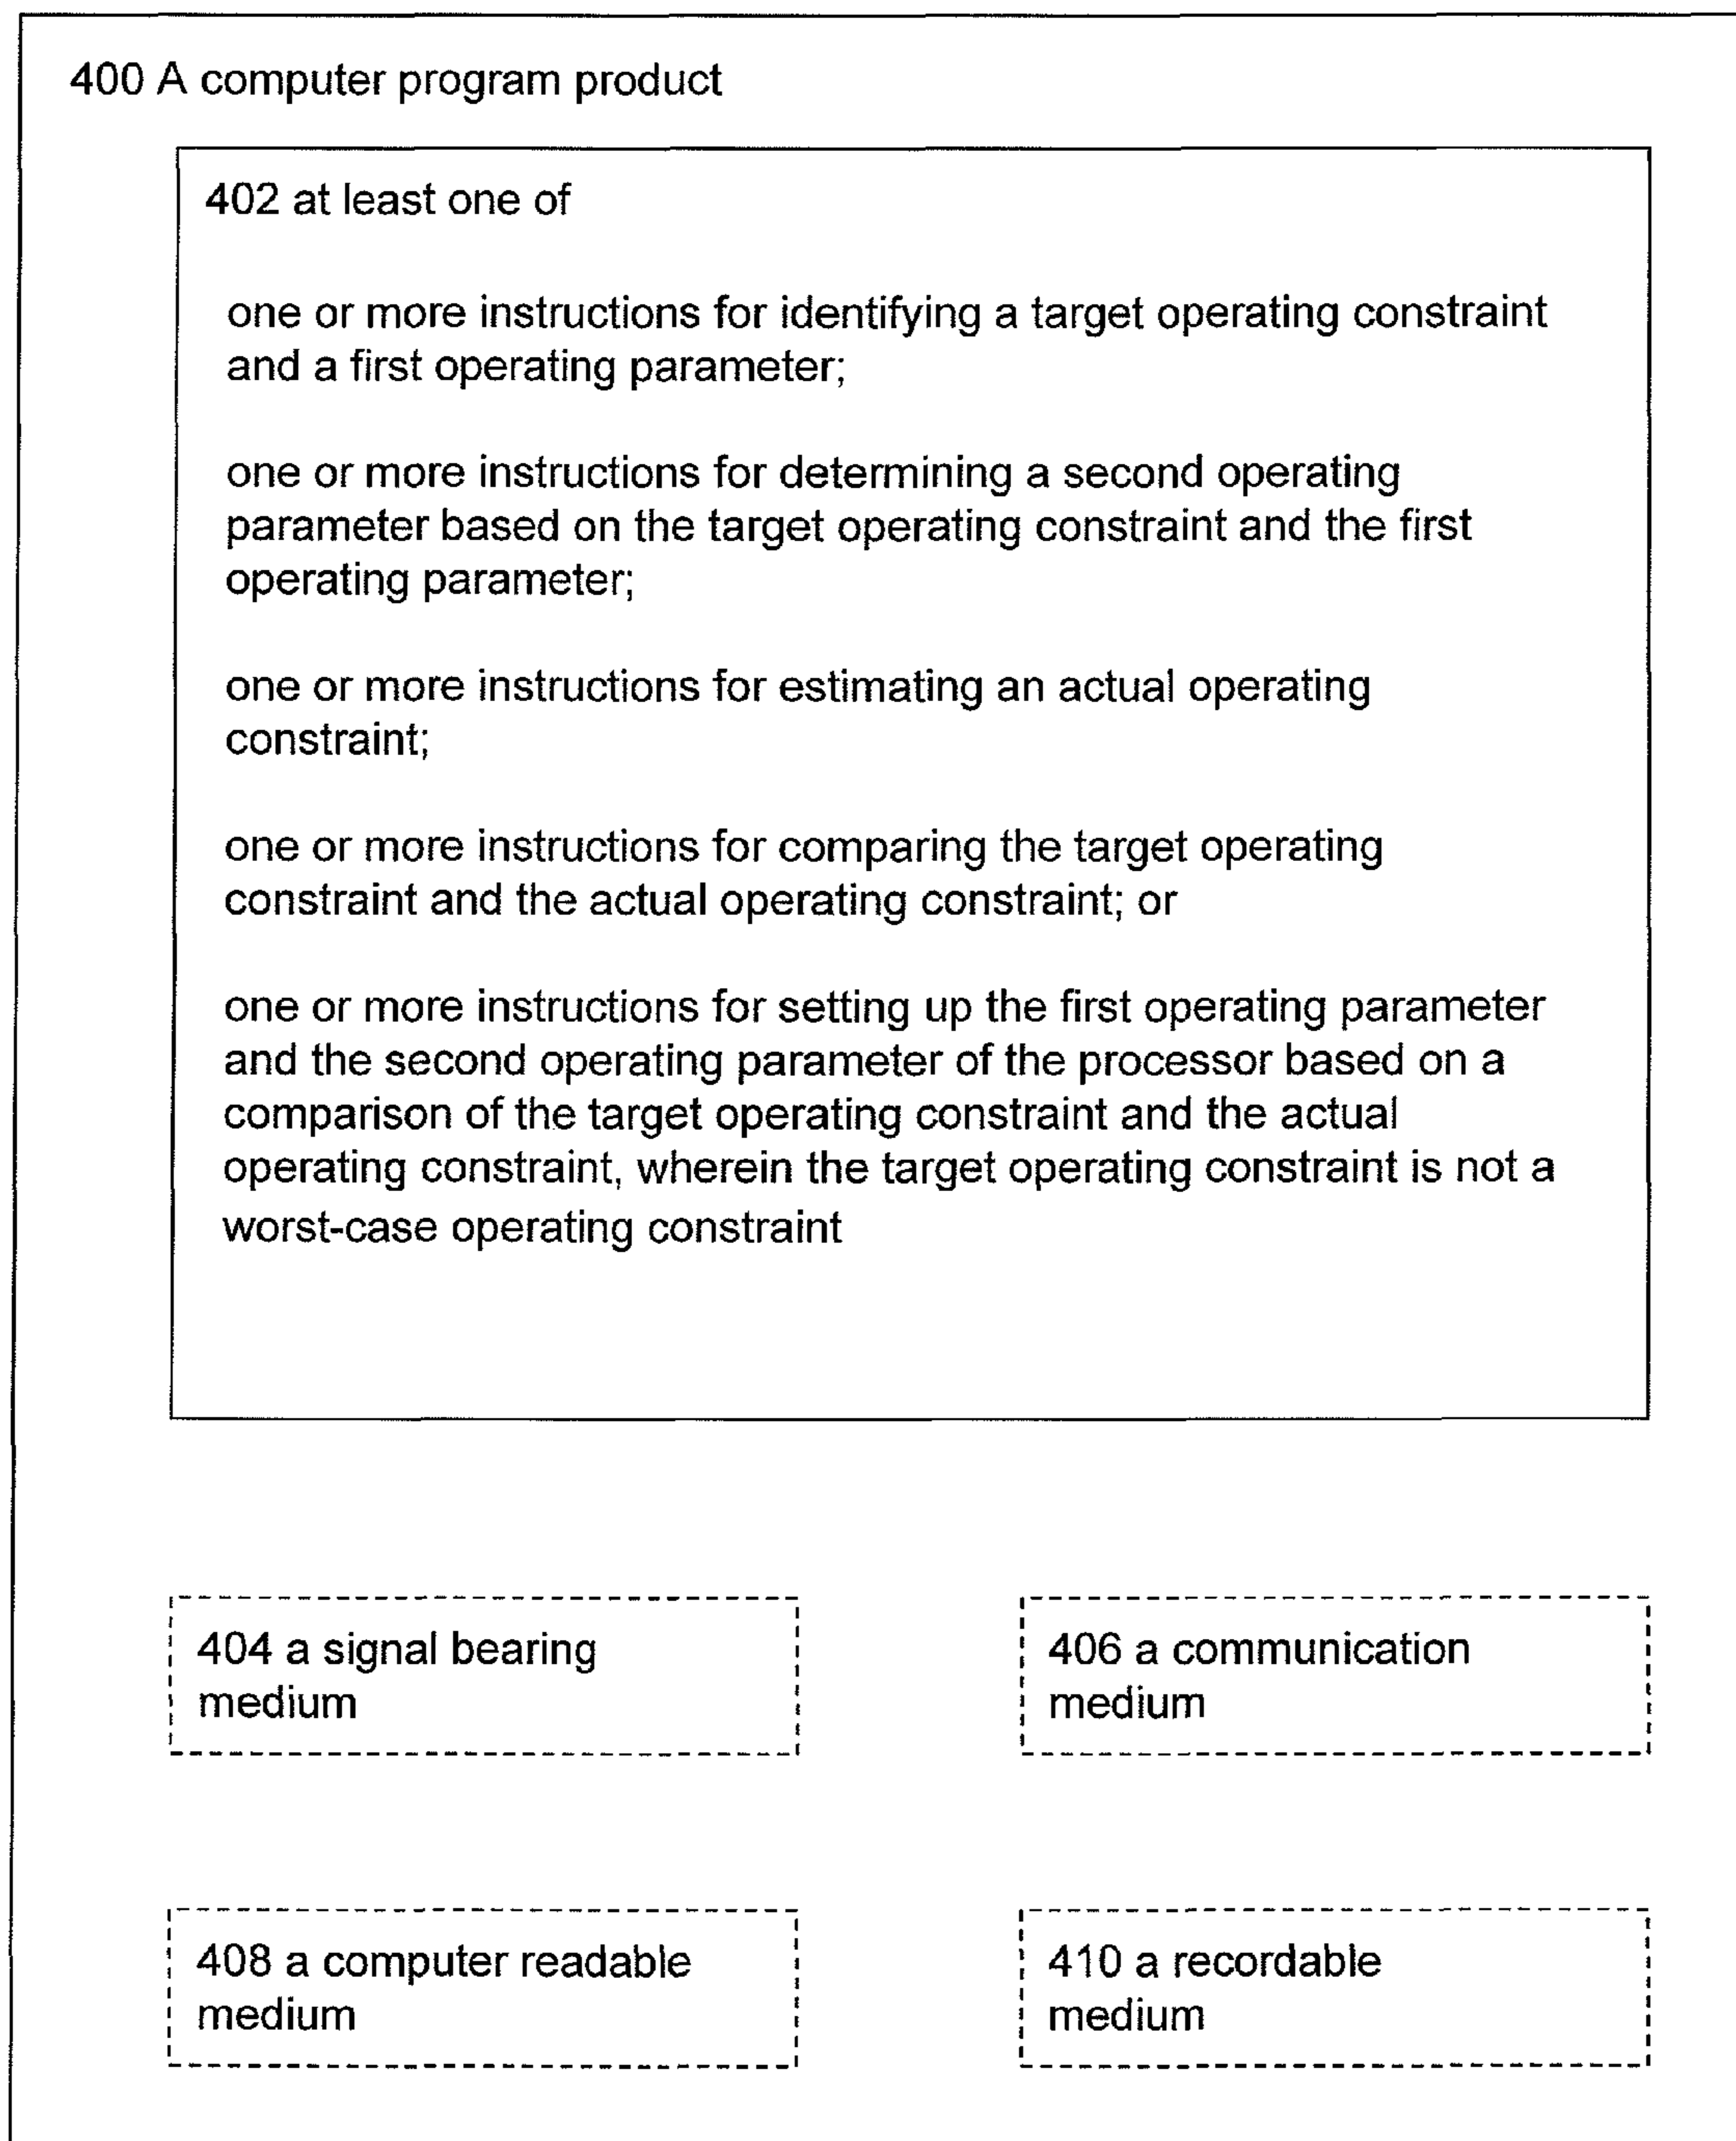 400 A computer program product
402 at least one of
one or more instructions for identifying a target operating constraint
and a first operating parameter;
one or more instructions for determining a second operating
parameter based on the target operating constraint and the first
operating parameter;
one or more instructions for estimating an actual operating
constraint;
one or more instructions for comparing the target operating
constraint and the actual operating constraint; or
one or more instructions for setting up the first operating parameter
and the second operating parameter of the processor based on a
comparison of the target operating constraint and the actual
operating constraint, wherein the target operating constraint is not a
worst-case operating constraint
404 a signal bearing
medium
406 a communication
medium
408 a computer readable
medium
410 a recordable
medium